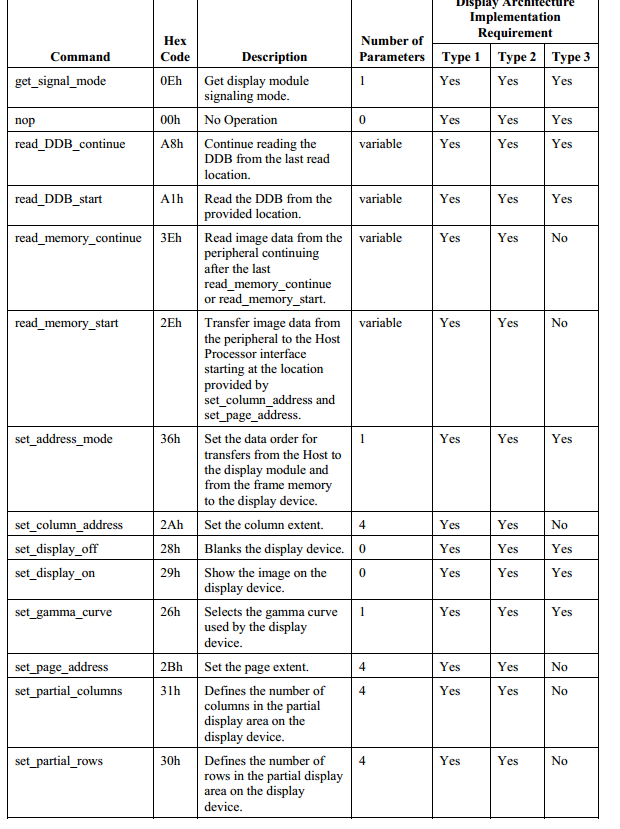 Display Architecture
Implementation
Requirement
Hex
Code
Number of
Parameters
Command
Description
Type 1
Type 2
Type 3
get_signal_mode 0Eh Get display module 1 Yes Yes Yes
signaling mode.
nop 00h No Operation 0 Yes Yes Yes
read_DDB_continue A8h Continue reading the variable Yes Yes Yes
DDB from the last read
location.
read_DDB_start A1h Read the DDB from the variable Yes Yes Yes
provided location.
read_memory_continue 3Eh Read image data from the variable Yes Yes No
peripheral continuing
after the last
read_memory_continue
or read_memory_start.
read_memory_start 2Eh Transfer image data from variable Yes Yes No
the peripheral to the Host
Processor interface
starting at the location
provided by
set_column_address and
set_page_address.
set_address_mode 36h Set the data order for 1 Yes Yes Yes
transfers from the Host to
the display module and
from the frame memory
to the display device.
set_column_address 2Ah Set the column extent. 4 Yes Yes No
set_display_off 28h Blanks the display device. 0 Yes Yes Yes
set_display_on 29h Show the image on the 0 Yes Yes Yes
display device.
set_gamma_curve 26h Selects the gamma curve 1 Yes Yes Yes
used by the display
device.
set_page_address 2Bh Set the page extent. 4 Yes Yes No
set_partial_columns 31h Defines the number of 4 Yes Yes No
columns in the partial
display area on the
display device.
set_partial_rows 30h Defines the number of 4 Yes Yes No
rows in the partial display
area on the display
device.